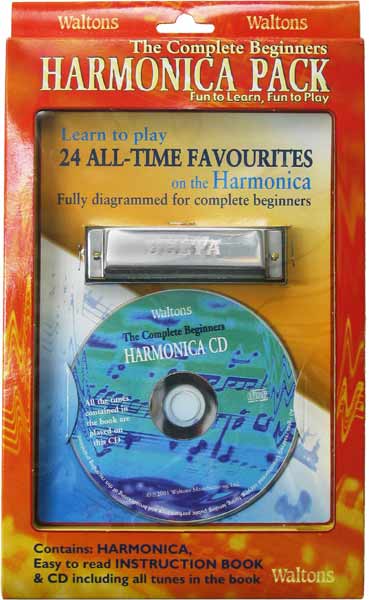 Waltons
Waltons
The Complete Beginners
HARMONICA PACK
Fun to Learn, Fun to Play
Learn to play
24 ALL-TIME FAVOURITES
on the Harmonica
Fully diagrammed for complete beginners
Waltons
The Complete Beginners
HARMONICA CD
All the tunes
contained in
the book are
played on
this CD
Contains: HARMONICA,
Easy to read INSTRUCTION BOOK
& CD including all tunes in the book
Waltons